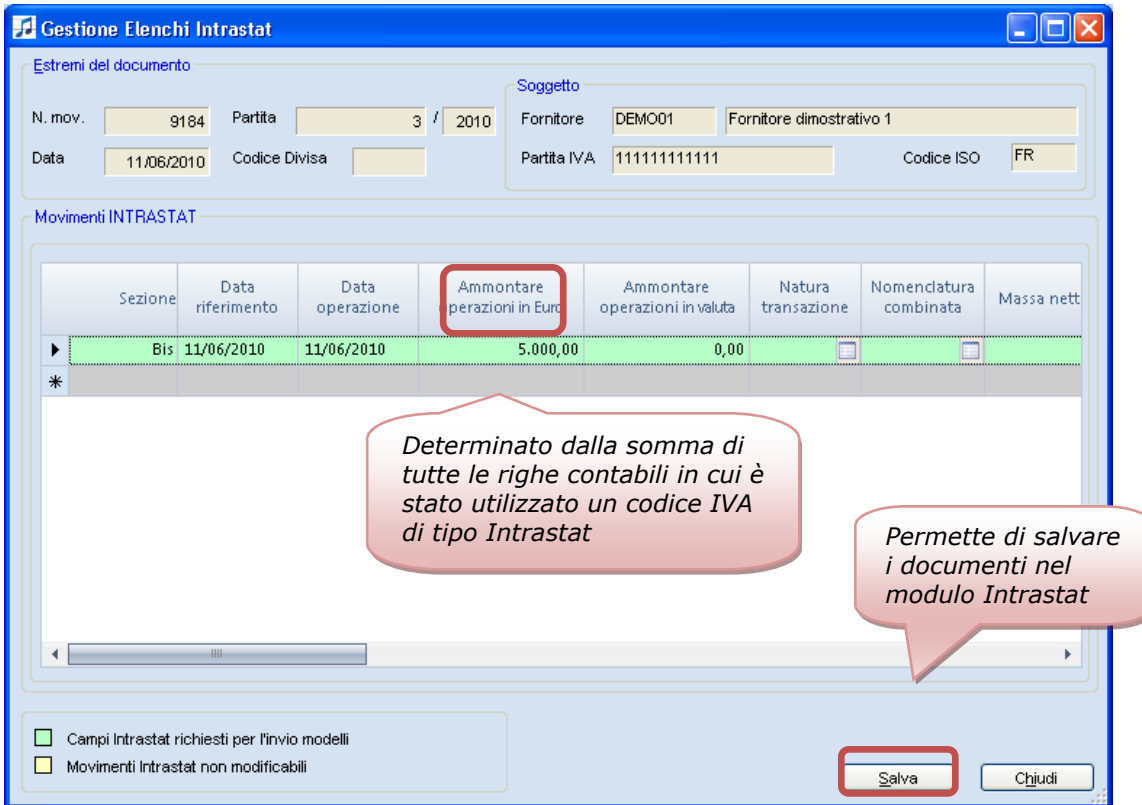 Gestione Elenchi Intrastat
Estremi del documento
Soggetto
N. mov. 9184 Partita 3 / 2010 Fornitore DEMO01 Fornitore dimostrativo 1
Data 11/06/2010 Codice Divisa Partita IVA 111111111111 Codice ISO FR
Movimenti INTRASTAT
Sezione Data riferimento Data operazione Ammontare operazioni in Euro Ammontare operazioni in valuta Natura transazione Nomenclatura combinata Massa nett
Bis 11/06/2010 11/06/2010 5.000,00 0,00
Determinato dalla somma di
tutte le righe contabili in cui è
stato utilizzato un codice IVA
di tipo Intrastat
Permette di salvare
i documenti nel
modulo Intrastat
Campi Intrastat richiesti per l'invio modelli
Movimenti Intrastat non modificabili
Salva Chiudi